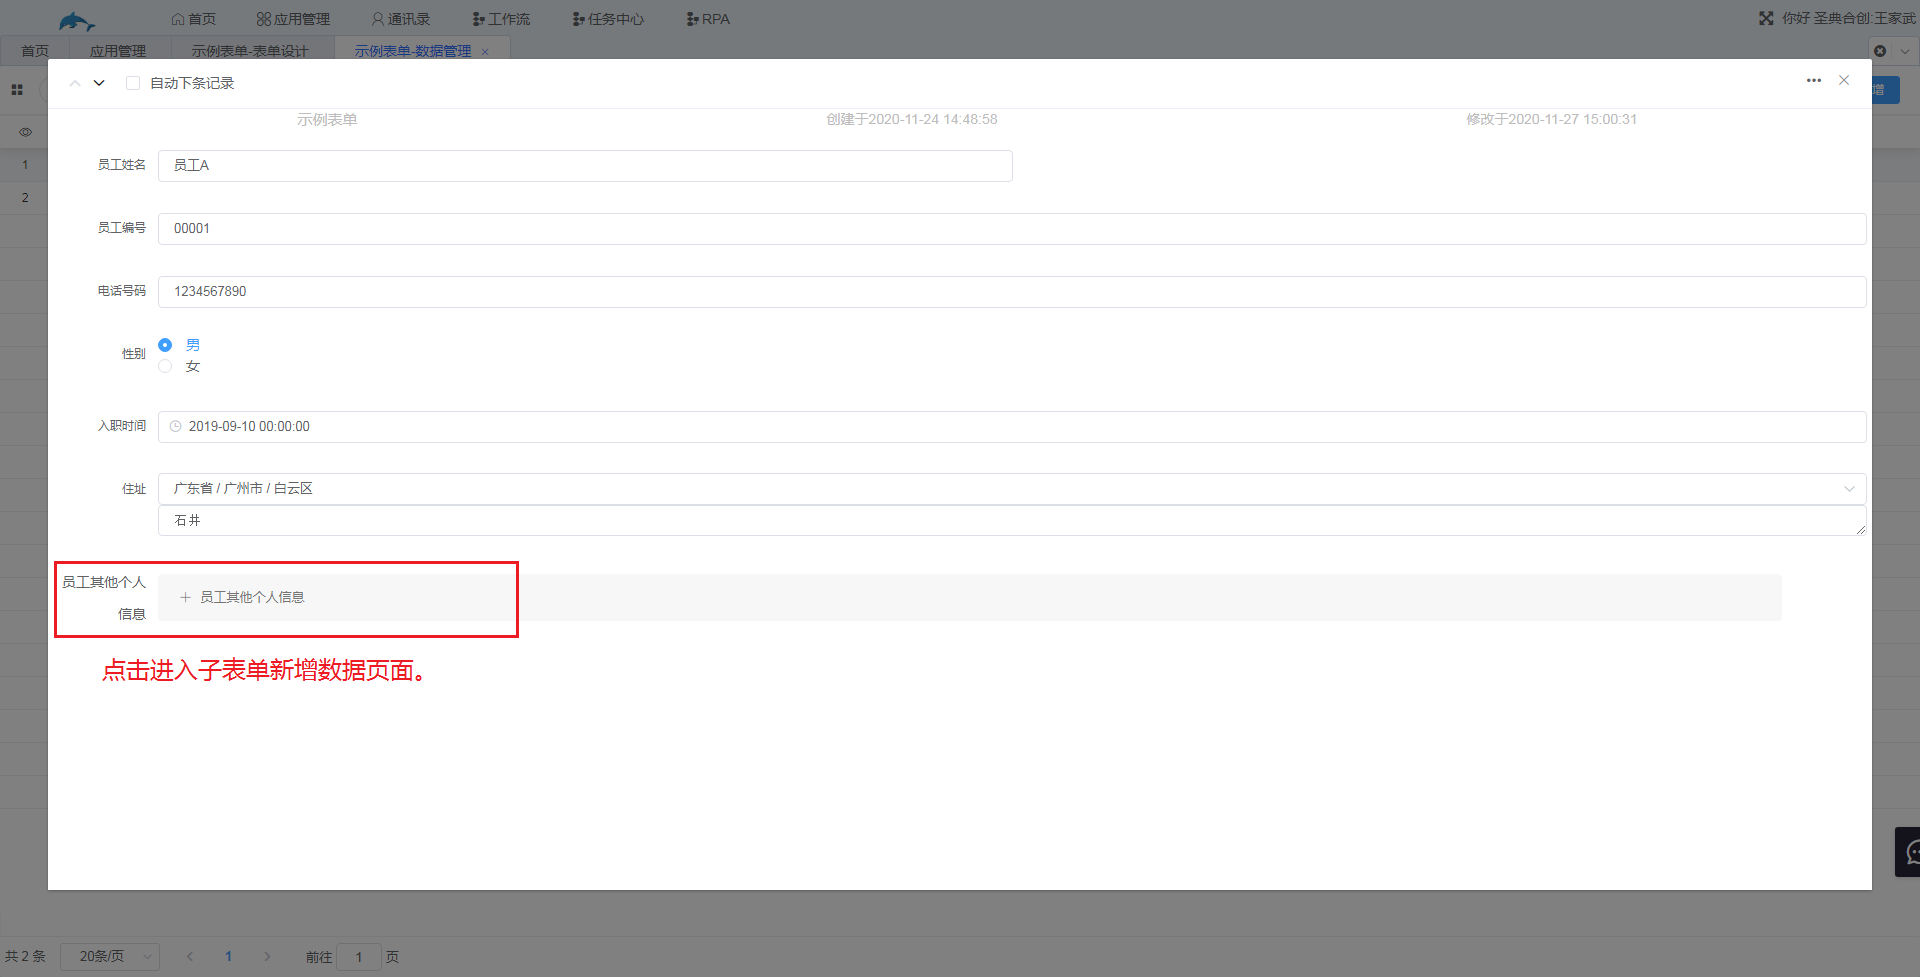 首页 应用管理 通讯录 工作流 任务中心 RPA 你好 圣典合创:王家武
首页 应用管理 示例表单-表单设计 示例表单-数据管理 ×
自动下条记录
增
示例表单 创建于2020-11-24 14:48:58 修改于2020-11-27 15:00:31
员工姓名 员工A
1
2
员工编号 00001
电话号码 1234567890
性别 男
女
入职时间 2019-09-10 00:00:00
住址 广东省 / 广州市 / 白云区
石井
员工其他个人
信息
+ 员工其他个人信息
点击进入子表单新增数据页面。
共 2 条 20条/页 1 前往 1 页